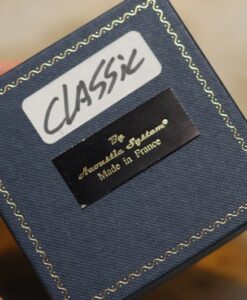 CLASSiC
By
Acoustic System®
Made in France